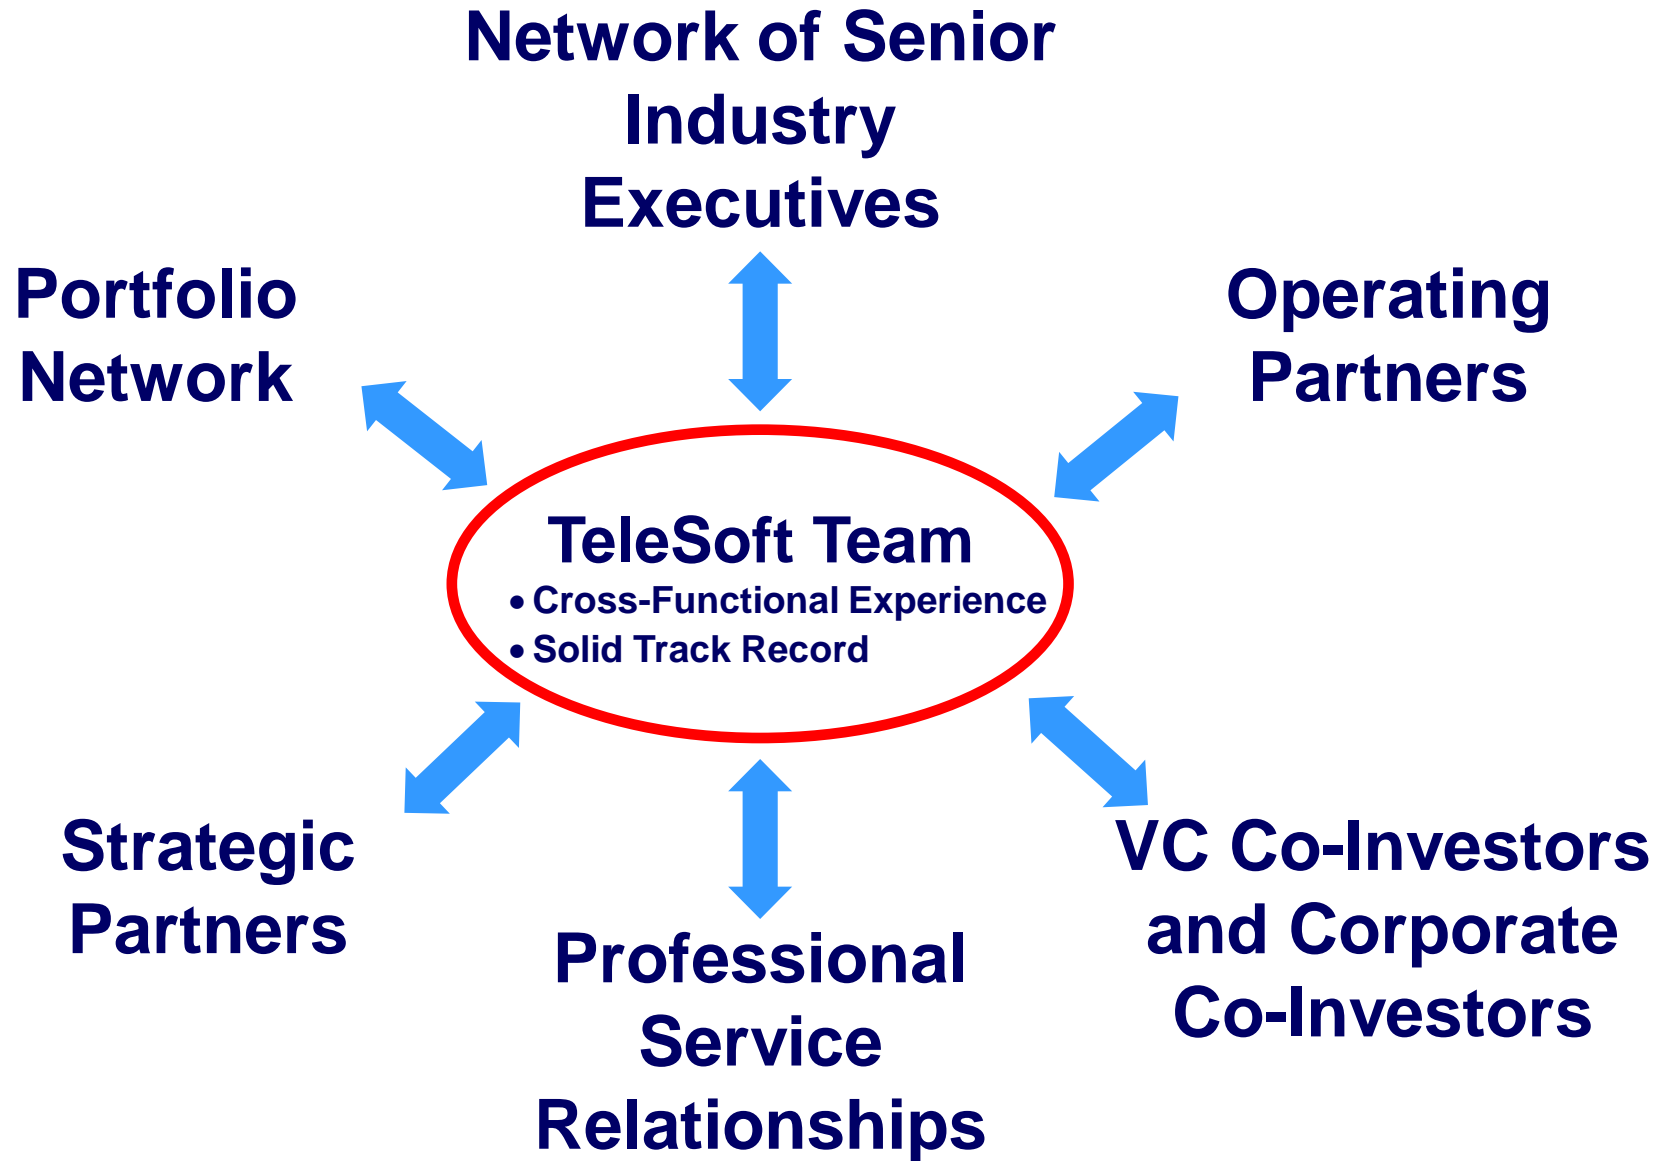 Network of Senior
Industry
Executives
Portfolio
Network
Operating
Partners
TeleSoft Team
• Cross-Functional Experience
• Solid Track Record
Strategic
Partners
Professional
Service
Relationships
VC Co-Investors
and Corporate
Co-Investors